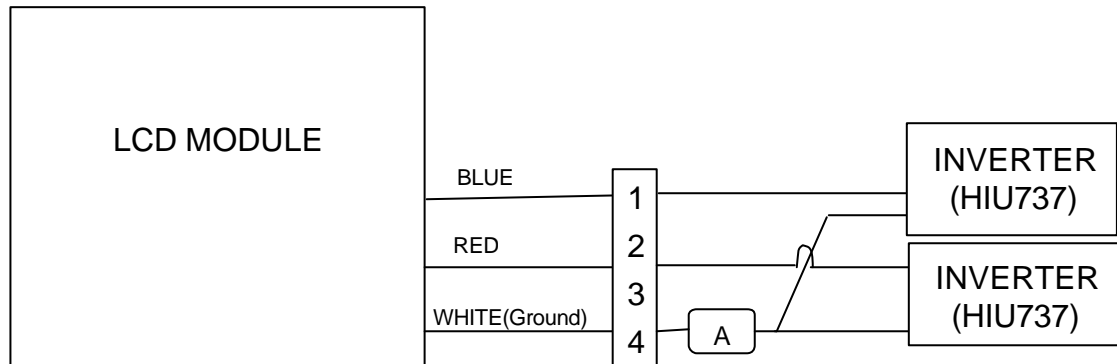 LCD MODULE
BLUE
RED
WHITE(Ground)
1
2
3
4
A
INVERTER
(HIU737)
INVERTER
(HIU737)